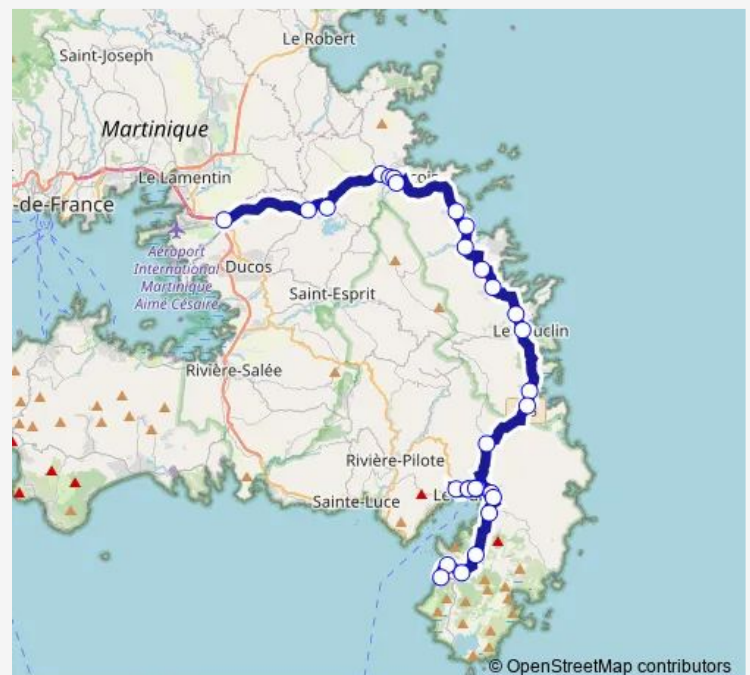 Le Robert
Saint-Joseph
Martinique
Le Lamentin
-de-France
Aéroport
International
Martinique
Aimé Césaire
Ducos
Saint-Esprit
Rivière-Salée
Rivière-Pilote
Sainte-Luce
© OpenStreetMap contributors